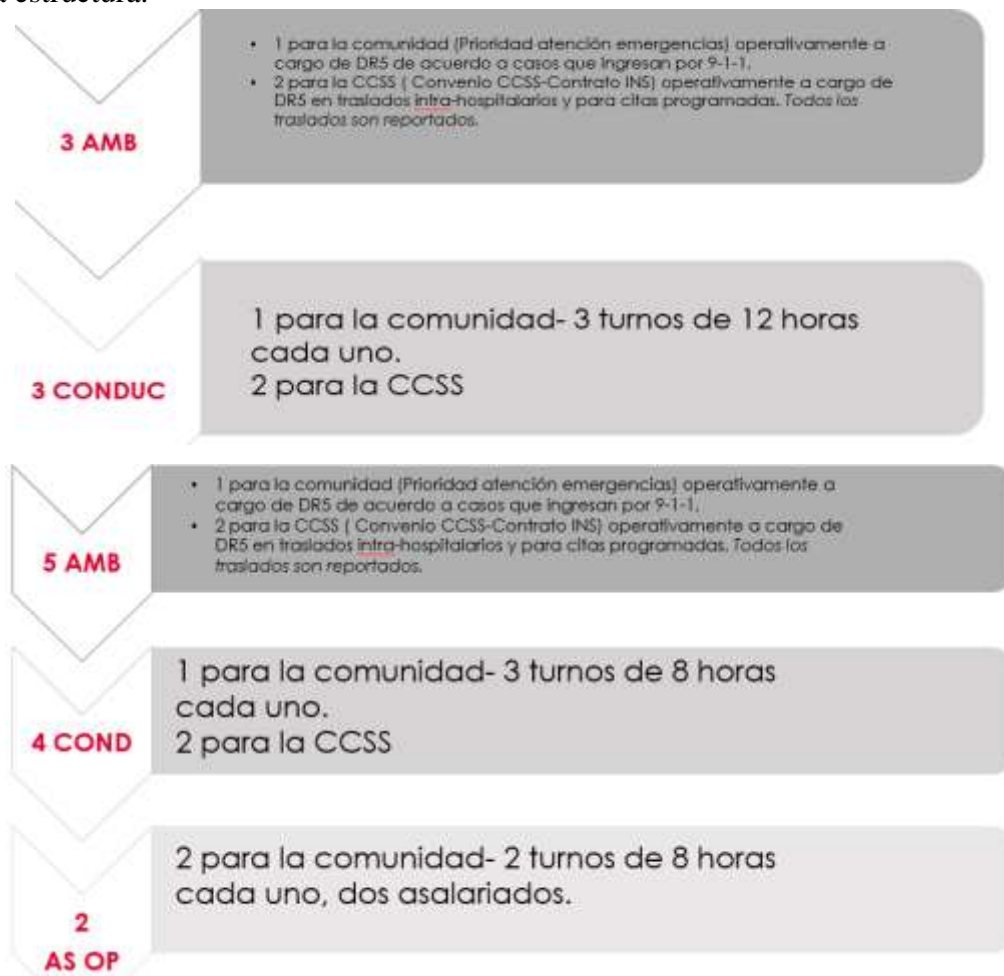 a estructura.
• 1 para la comunidad (Prioridad atención emergencias) operativamente a
cargo de DR5 de acuerdo a casos que ingresan por 9-1-1.
• 2 para la CCSS ( Convenio CCSS-Contrato INS) operativamente a cargo de
DR5 en traslados intra-hospitalarios y para citas programadas. Todos los
traslados son reportados.
3 AMB
1 para la comunidad- 3 turnos de 12 horas
cada uno.
2 para la CCSS
3 CONDUC
• 1 para la comunidad (Prioridad atención emergencias) operativamente a
cargo de DR5 de acuerdo a casos que ingresan por 9-1-1.
• 2 para la CCSS ( Convenio CCSS-Contrato INS) operativamente a cargo de
DR5 en traslados intra-hospitalarios y para citas programadas. Todos los
traslados son reportados.
5 AMB
1 para la comunidad- 3 turnos de 8 horas
cada uno.
2 para la CCSS
4 COND
2 para la comunidad- 2 turnos de 8 horas
cada uno, dos asalariados.
2
AS OP